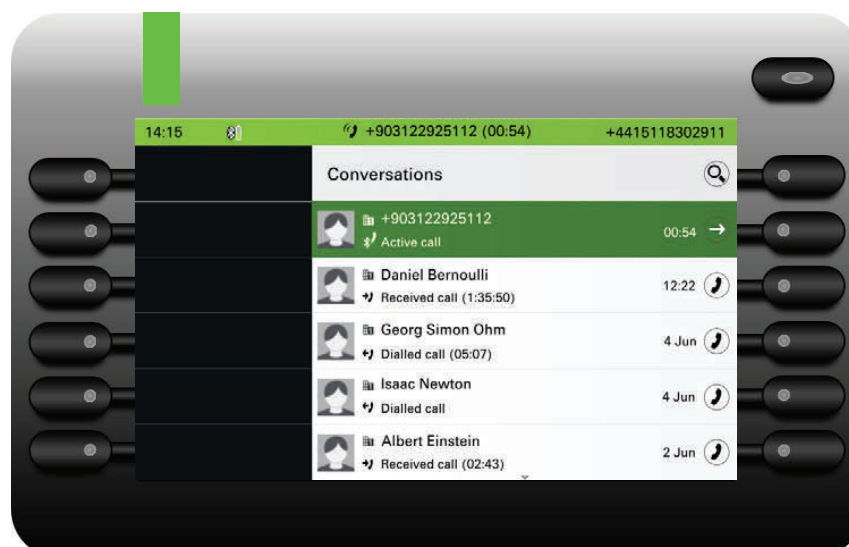 14:15 +903122925112 (00:54) +4415118302911
Conversations
+903122925112
Active call 00:54
Daniel Bernoulli
Received call (1:35:50) 12:22
Georg Simon Ohm
Dialled call (05:07) 4 Jun
Isaac Newton
Dialled call 4 Jun
Albert Einstein
Received call (02:43) 2 Jun